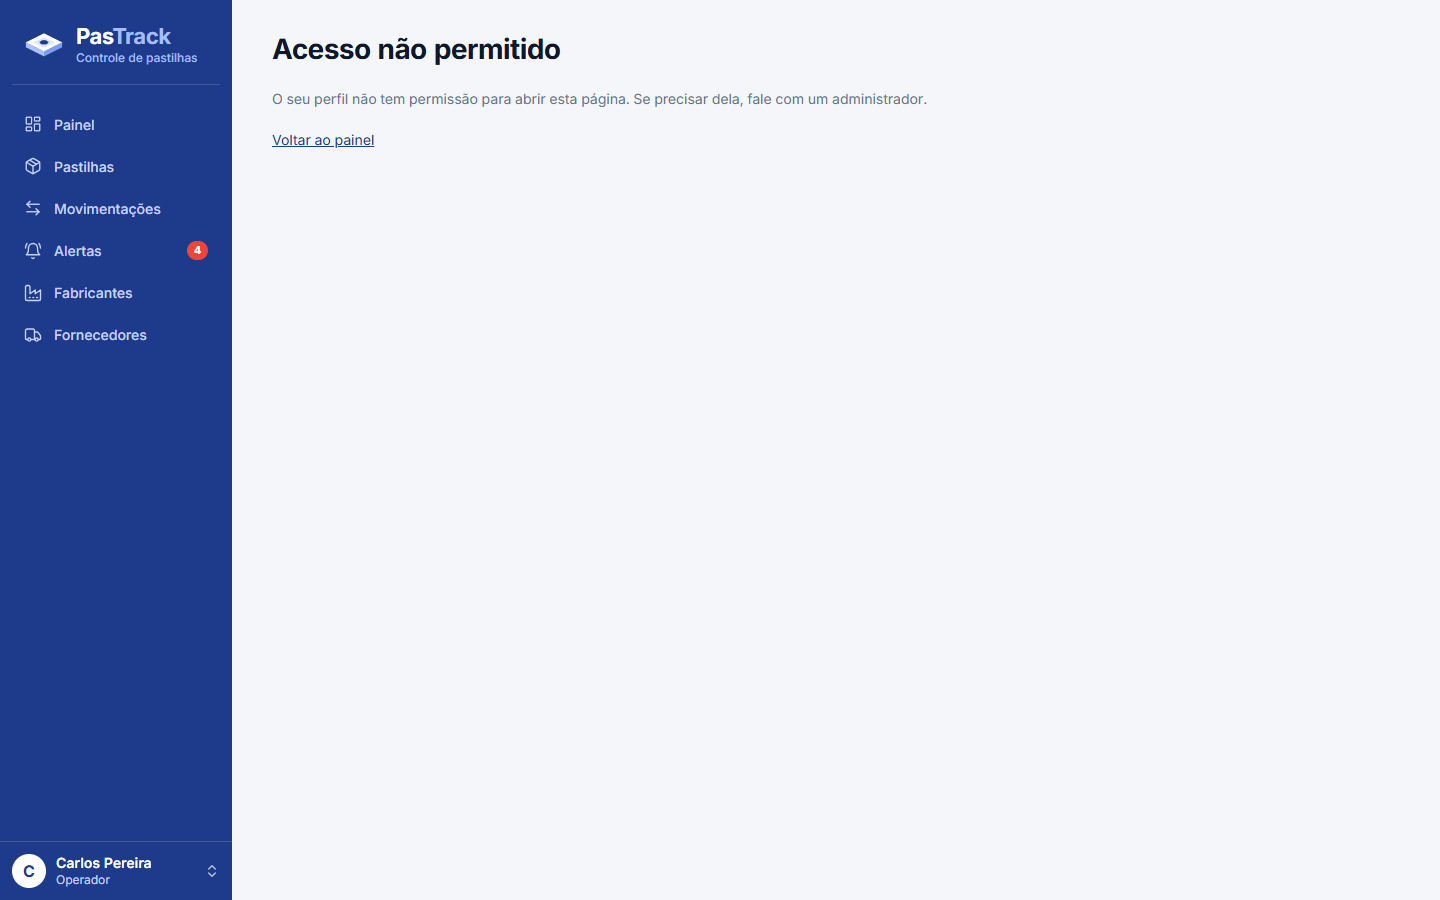 PasTrack
Controle de pastilhas
Painel
Pastilhas
Movimentações
Alertas 4
Fabricantes
Fornecedores
C
Carlos Pereira
Operador
Acesso não permitido
O seu perfil não tem permissão para abrir esta página. Se precisar dela, fale com um administrador.
Voltar ao painel